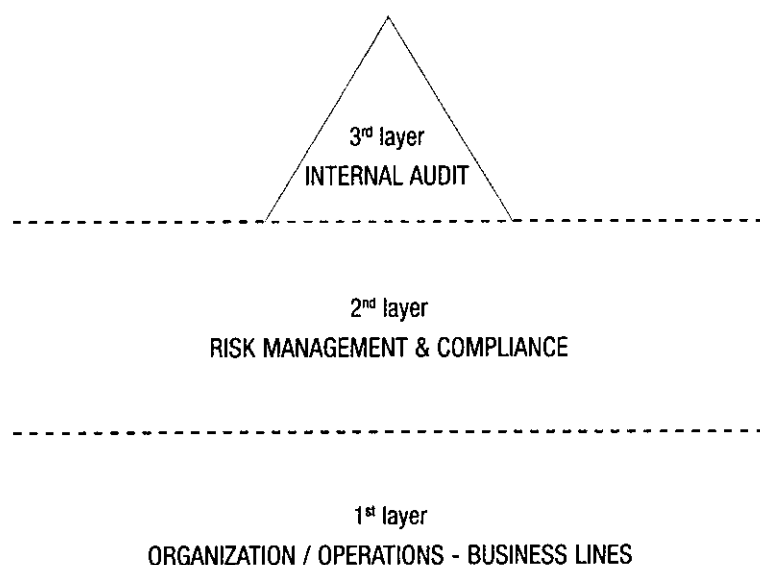 3rd layer
INTERNAL AUDIT
2nd layer
RISK MANAGEMENT & COMPLIANCE
1st layer
ORGANIZATION / OPERATIONS - BUSINESS LINES